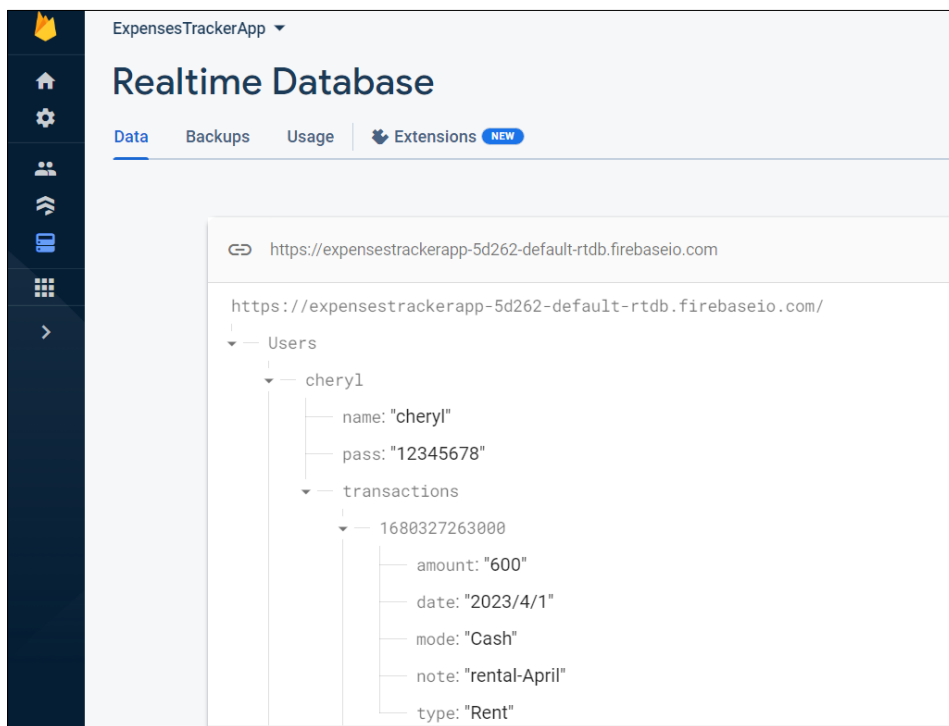 ExpensesTrackerApp
Realtime Database
Data Backups Usage Extensions NEW
https://expensestrackerapp-5d262-default-rtdb.firebaseio.com
https://expensestrackerapp-5d262-default-rtdb.firebaseio.com/
Users
cheryl
name: "cheryl"
pass: "12345678"
transactions
1680327263000
amount: "600"
date: "2023/4/1"
mode: "Cash"
note: "rental-April"
type: "Rent"